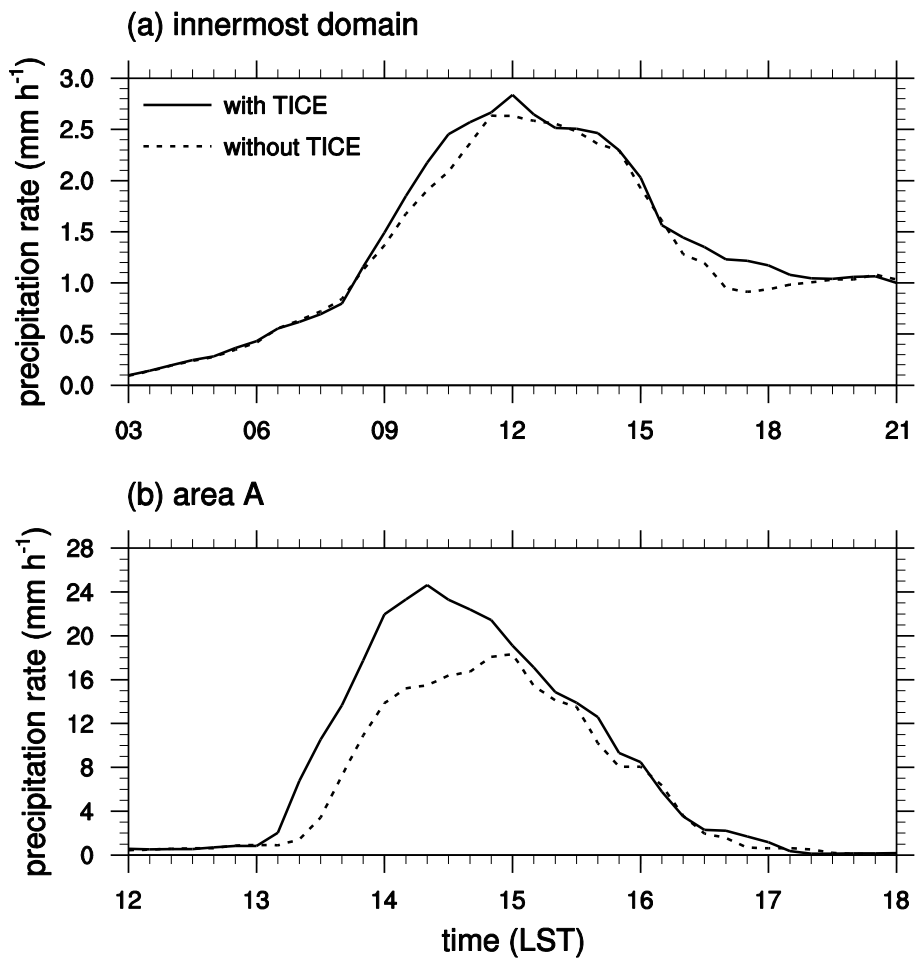 (a) innermost domain
precipitation rate (mm h⁻¹)
3.0
2.5
2.0
1.5
1.0
0.5
0.0
with TICE
without TICE
03 06 09 12 15 18 21
(b) area A
precipitation rate (mm h⁻¹)
28
24
20
16
12
8
4
0
12 13 14 15 16 17 18
time (LST)